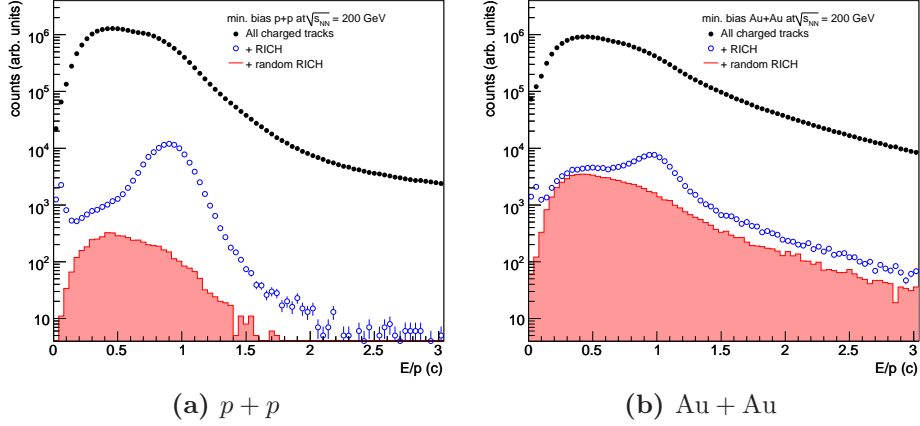 min. bias p+p at √s_NN = 200 GeV
All charged tracks
+ RICH
+ random RICH
counts (arb. units)
10^6
10^5
10^4
10^3
10^2
10
0 0.5 1 1.5 2 2.5 3
E/p (c)
(a) p + p
min. bias Au+Au at √s_NN = 200 GeV
All charged tracks
+ RICH
+ random RICH
counts (arb. units)
10^6
10^5
10^4
10^3
10^2
10
0 0.5 1 1.5 2 2.5 3
E/p (c)
(b) Au + Au